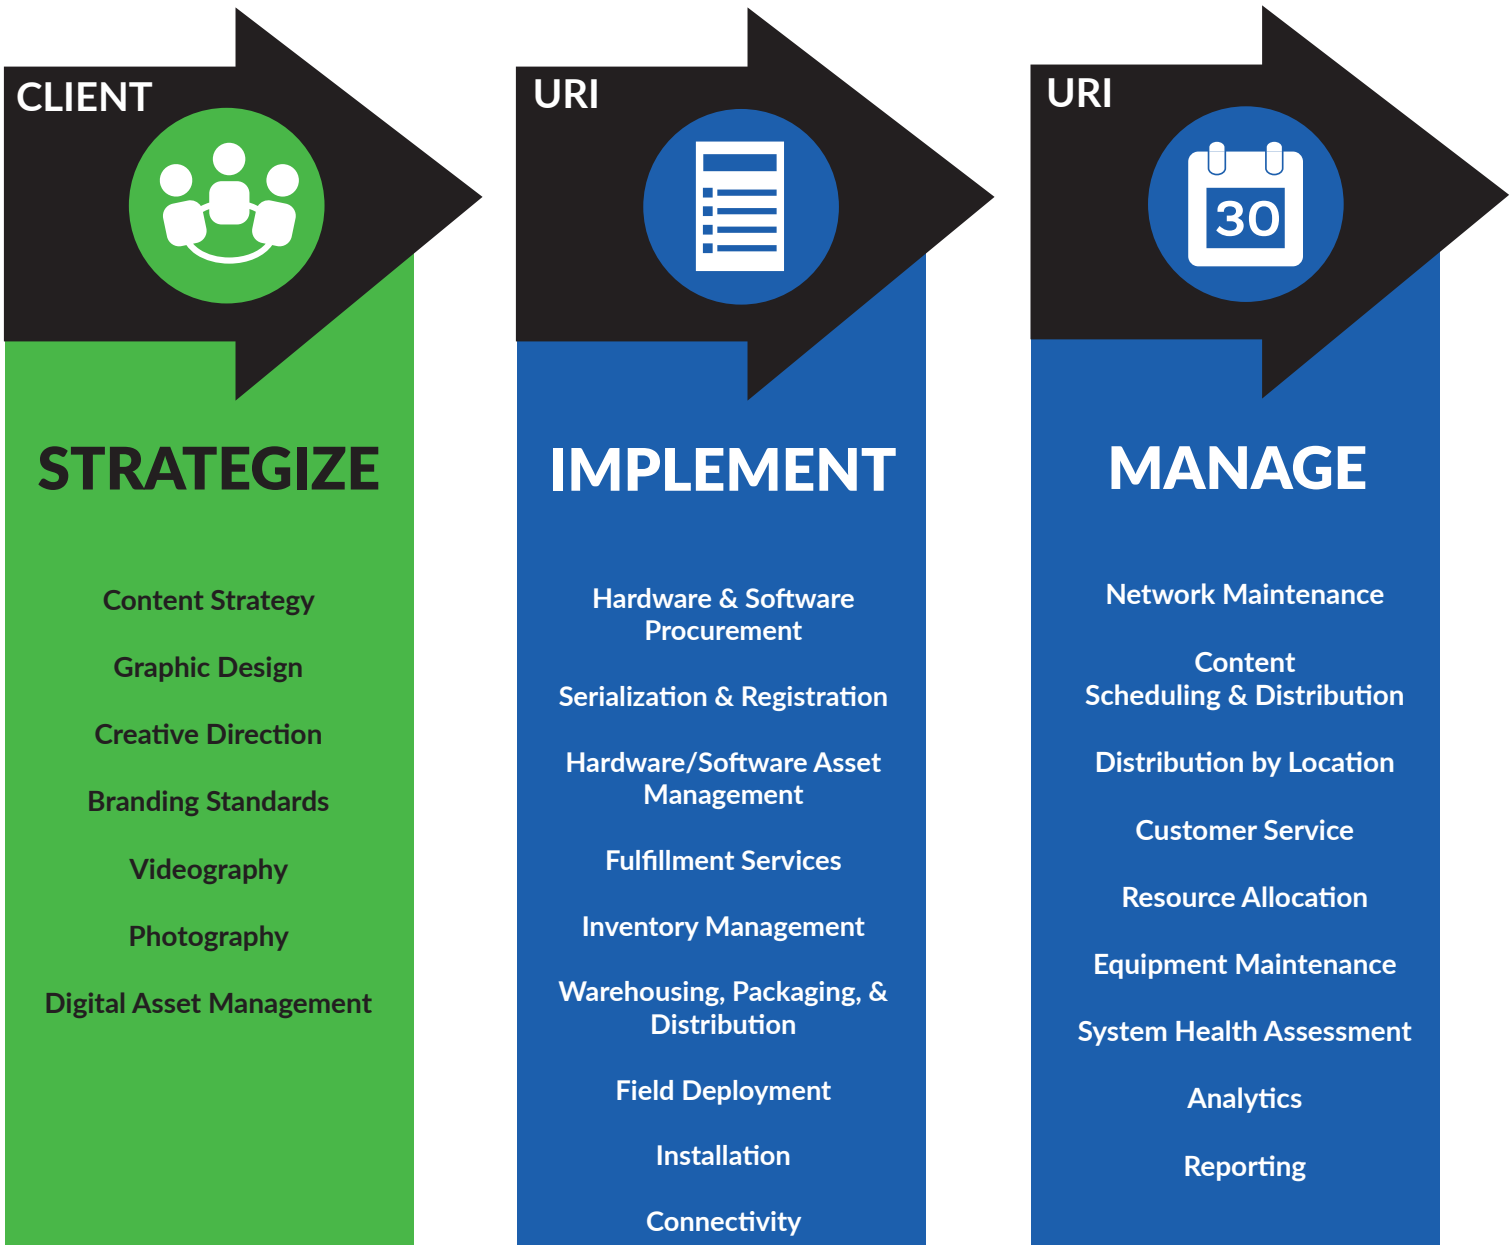 CLIENT
STRATEGIZE
Content Strategy
Graphic Design
Creative Direction
Branding Standards
Videography
Photography
Digital Asset Management
URI
IMPLEMENT
Hardware & Software
Procurement
Serialization & Registration
Hardware/Software Asset
Management
Fulfillment Services
Inventory Management
Warehousing, Packaging, &
Distribution
Field Deployment
Installation
Connectivity
URI
30
MANAGE
Network Maintenance
Content
Scheduling & Distribution
Distribution by Location
Customer Service
Resource Allocation
Equipment Maintenance
System Health Assessment
Analytics
Reporting